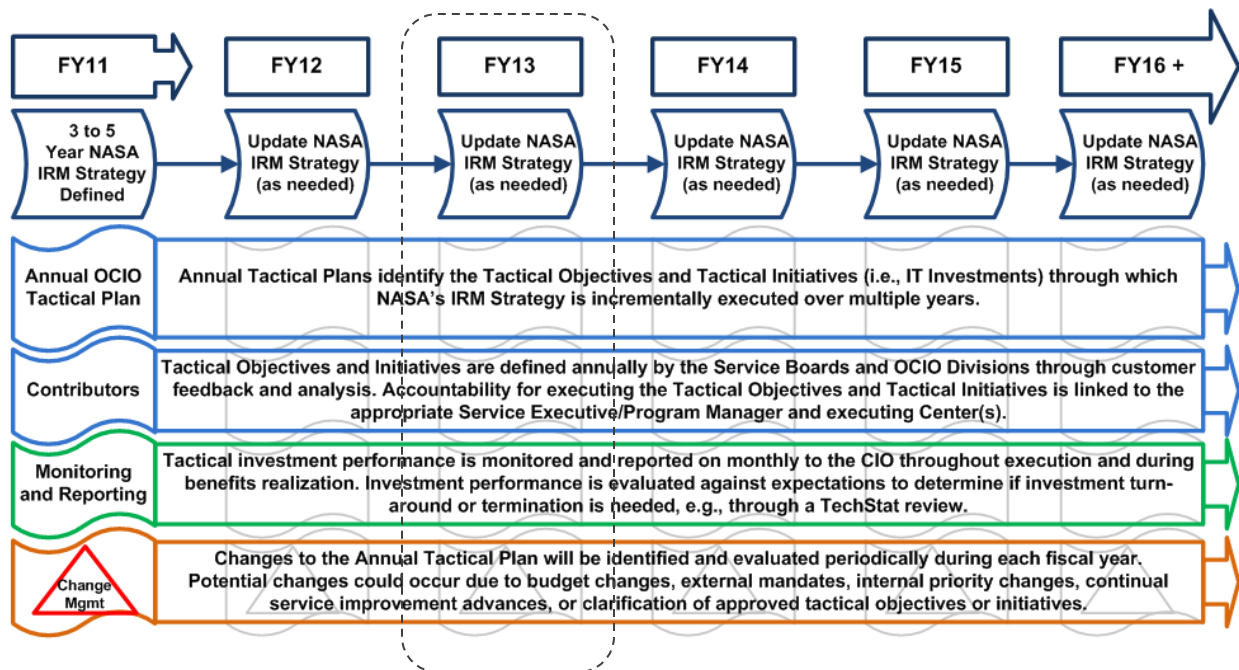 FY11
FY12
FY13
FY14
FY15
FY16 +
3 to 5
Year NASA
IRM Strategy
Defined
Update NASA
IRM Strategy
(as needed)
Update NASA
IRM Strategy
(as needed)
Update NASA
IRM Strategy
(as needed)
Update NASA
IRM Strategy
(as needed)
Update NASA
IRM Strategy
(as needed)
Annual OCIO
Tactical Plan
Annual Tactical Plans identify the Tactical Objectives and Tactical Initiatives (i.e., IT Investments) through which
NASA's IRM Strategy is incrementally executed over multiple years.
Contributors
Tactical Objectives and Initiatives are defined annually by the Service Boards and OCIO Divisions through customer
feedback and analysis. Accountability for executing the Tactical Objectives and Tactical Initiatives is linked to the
appropriate Service Executive/Program Manager and executing Center(s).
Monitoring
and Reporting
Tactical investment performance is monitored and reported on monthly to the CIO throughout execution and during
benefits realization. Investment performance is evaluated against expectations to determine if investment turn-
around or termination is needed, e.g., through a TechStat review.
Change
Mgmt
Changes to the Annual Tactical Plan will be identified and evaluated periodically during each fiscal year.
Potential changes could occur due to budget changes, external mandates, internal priority changes, continual
service improvement advances, or clarification of approved tactical objectives or initiatives.